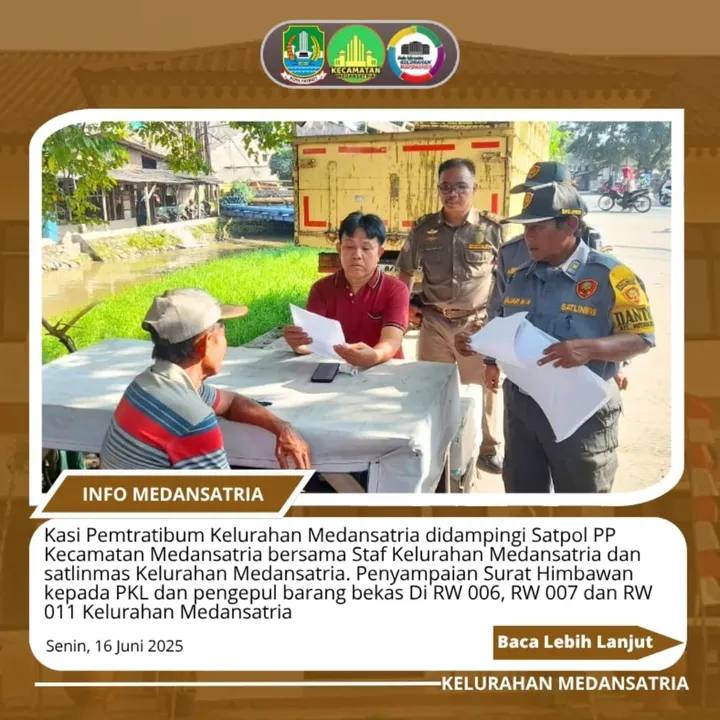 KECAMATAN
MEDANSATRIA
KELURAHAN
SATLINMAS
INFO MEDANSATRIA
Kasi Pemtratibum Kelurahan Medansatria didampingi Satpol PP
Kecamatan Medansatria bersama Staf Kelurahan Medansatria dan
satlinmas Kelurahan Medansatria. Penyampaian Surat Himbawan
kepada PKL dan pengepul barang bekas Di RW 006, RW 007 dan RW
011 Kelurahan Medansatria
Senin, 16 Juni 2025
Baca Lebih Lanjut
KELURAHAN MEDANSATRIA